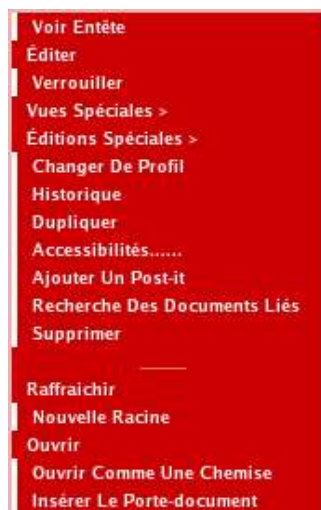 Voir Entête
Éditer
Verrouiller
Vues Spéciales >
Éditions Spéciales >
Changer De Profil
Historique
Dupliquer
Accessibilités......
Ajouter Un Post-it
Recherche Des Documents Liés
Supprimer
Raffraichir
Nouvelle Racine
Ouvrir
Ouvrir Comme Une Chemise
Insérer Le Porte-document